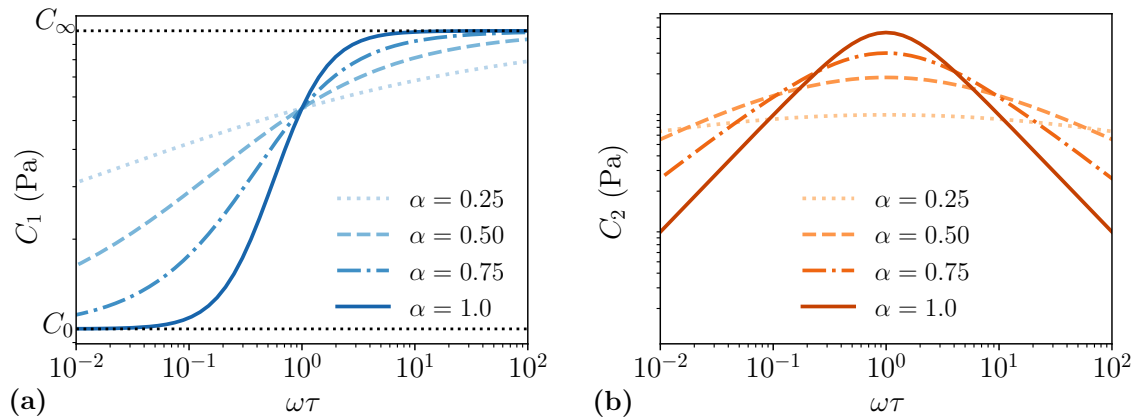 C∞
C₁ (Pa)
α = 0.25
α = 0.50
α = 0.75
α = 1.0
C₀
10⁻² 10⁻¹ 10⁰ 10¹ 10²
(a) ωτ
C₂ (Pa)
α = 0.25
α = 0.50
α = 0.75
α = 1.0
10⁻² 10⁻¹ 10⁰ 10¹ 10²
(b) ωτ